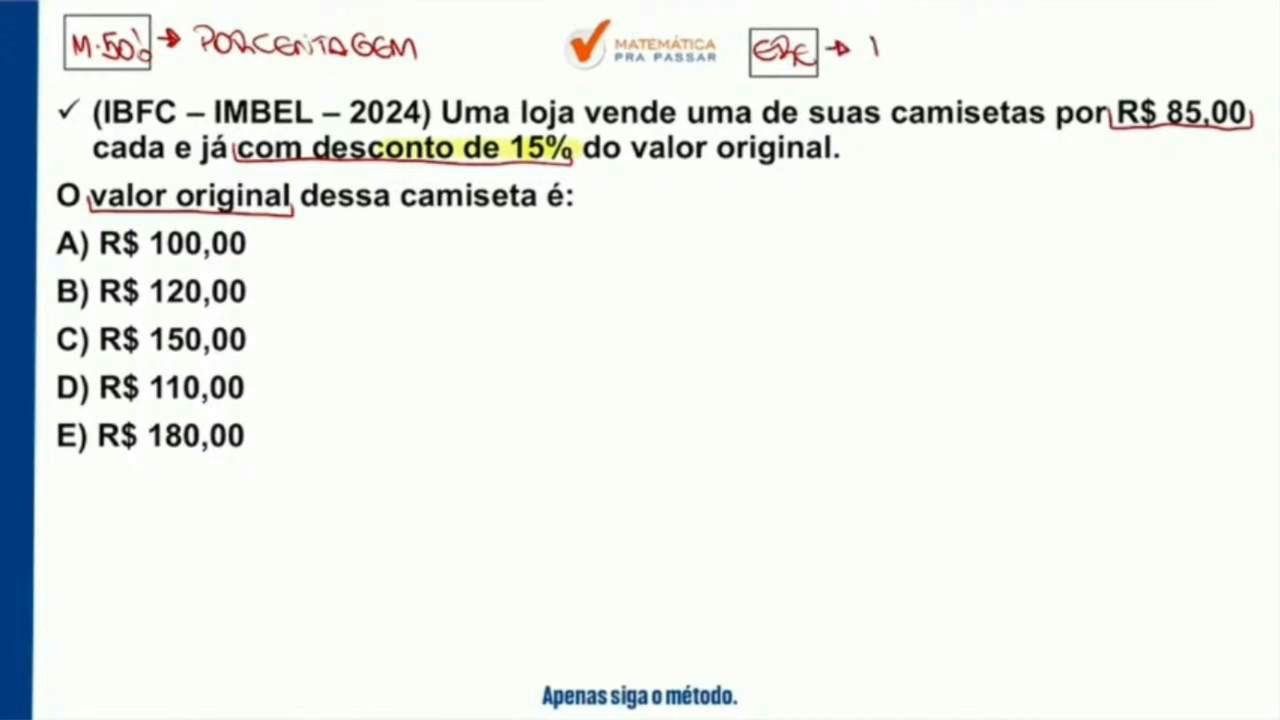 M.50% → PORCENTAGEM
MATEMÁTICA
PRA PASSAR
✓ (IBFC – IMBEL – 2024) Uma loja vende uma de suas camisetas por R$ 85,00
cada e já com desconto de 15% do valor original.
O valor original dessa camiseta é:
A) R$ 100,00
B) R$ 120,00
C) R$ 150,00
D) R$ 110,00
E) R$ 180,00
Apenas siga o método.